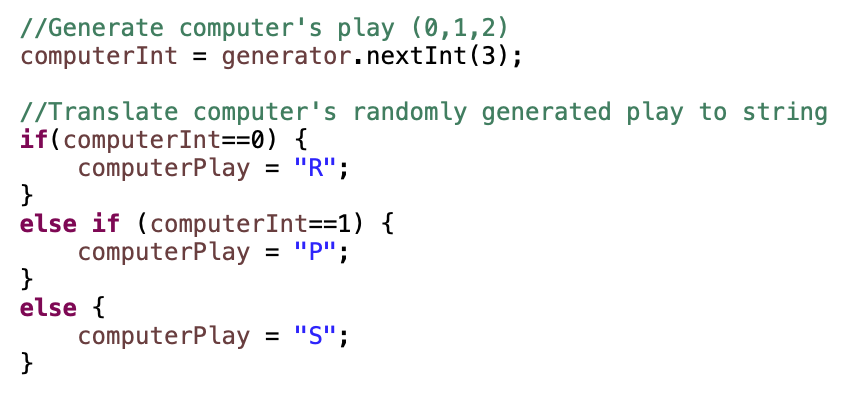 //Generate computer's play (0,1,2)
computerInt = generator.nextInt(3);

//Translate computer's randomly generated play to string
if(computerInt==0) {
    computerPlay = "R";
}
else if (computerInt==1) {
    computerPlay = "P";
}
else {
    computerPlay = "S";
}